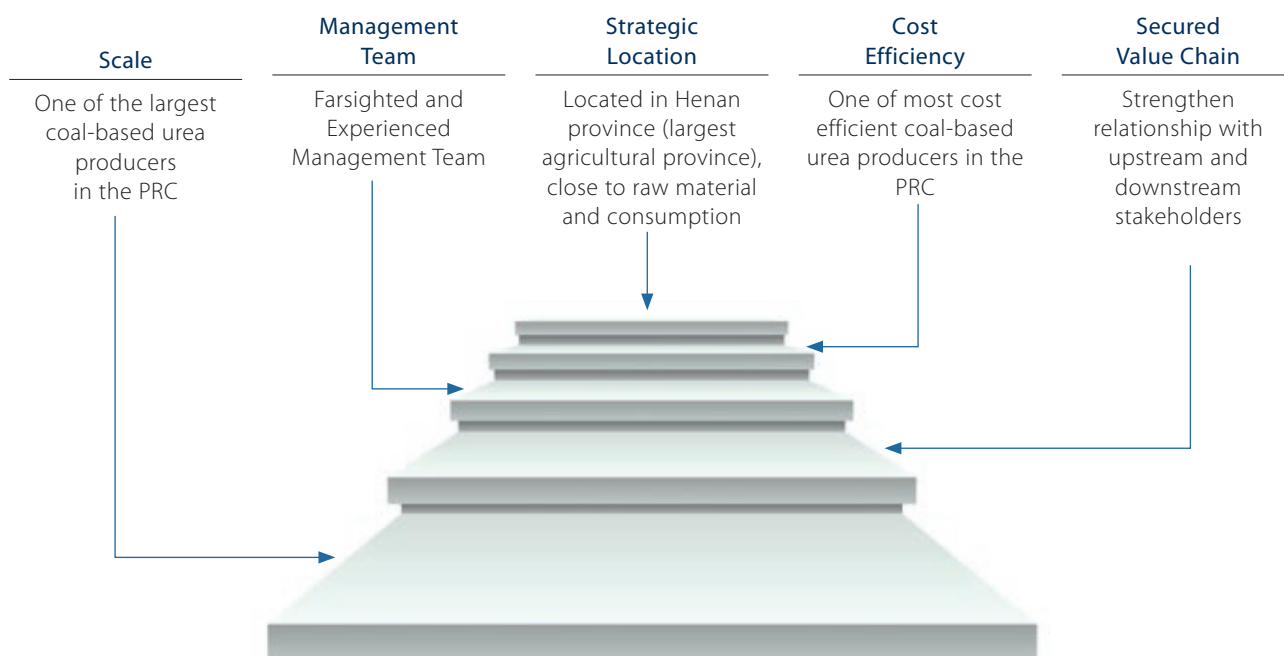 Scale
One of the largest
coal-based urea
producers
in the PRC
Management
Team
Farsighted and
Experienced
Management Team
Strategic
Location
Located in Henan
province (largest
agricultural province),
close to raw material
and consumption
Cost
Efficiency
One of most cost
efficient coal-based
urea producers in the
PRC
Secured
Value Chain
Strengthen
relationship with
upstream and
downstream
stakeholders